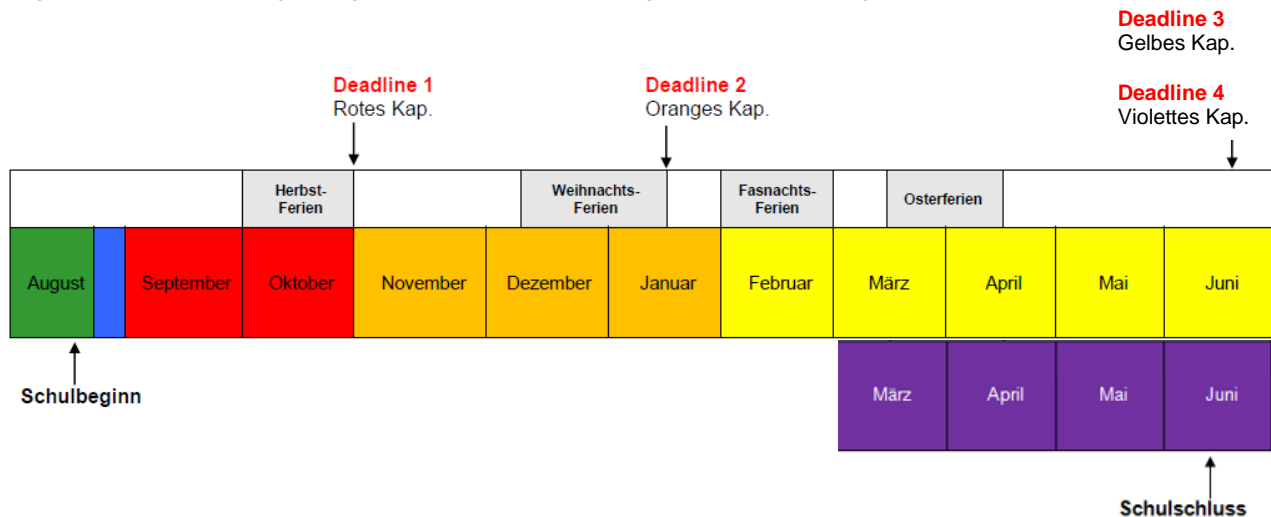 Deadline 3
Gelbes Kap.
Deadline 1
Rotes Kap.
Deadline 2
Oranges Kap.
Deadline 4
Violettes Kap.
Herbst-
Ferien
Weihnachts-
Ferien
Fasnachts-
Ferien
Osterferien
August
September
Oktober
November
Dezember
Januar
Februar
März
April
Mai
Juni
Schulbeginn
März
April
Mai
Juni
Schulschluss